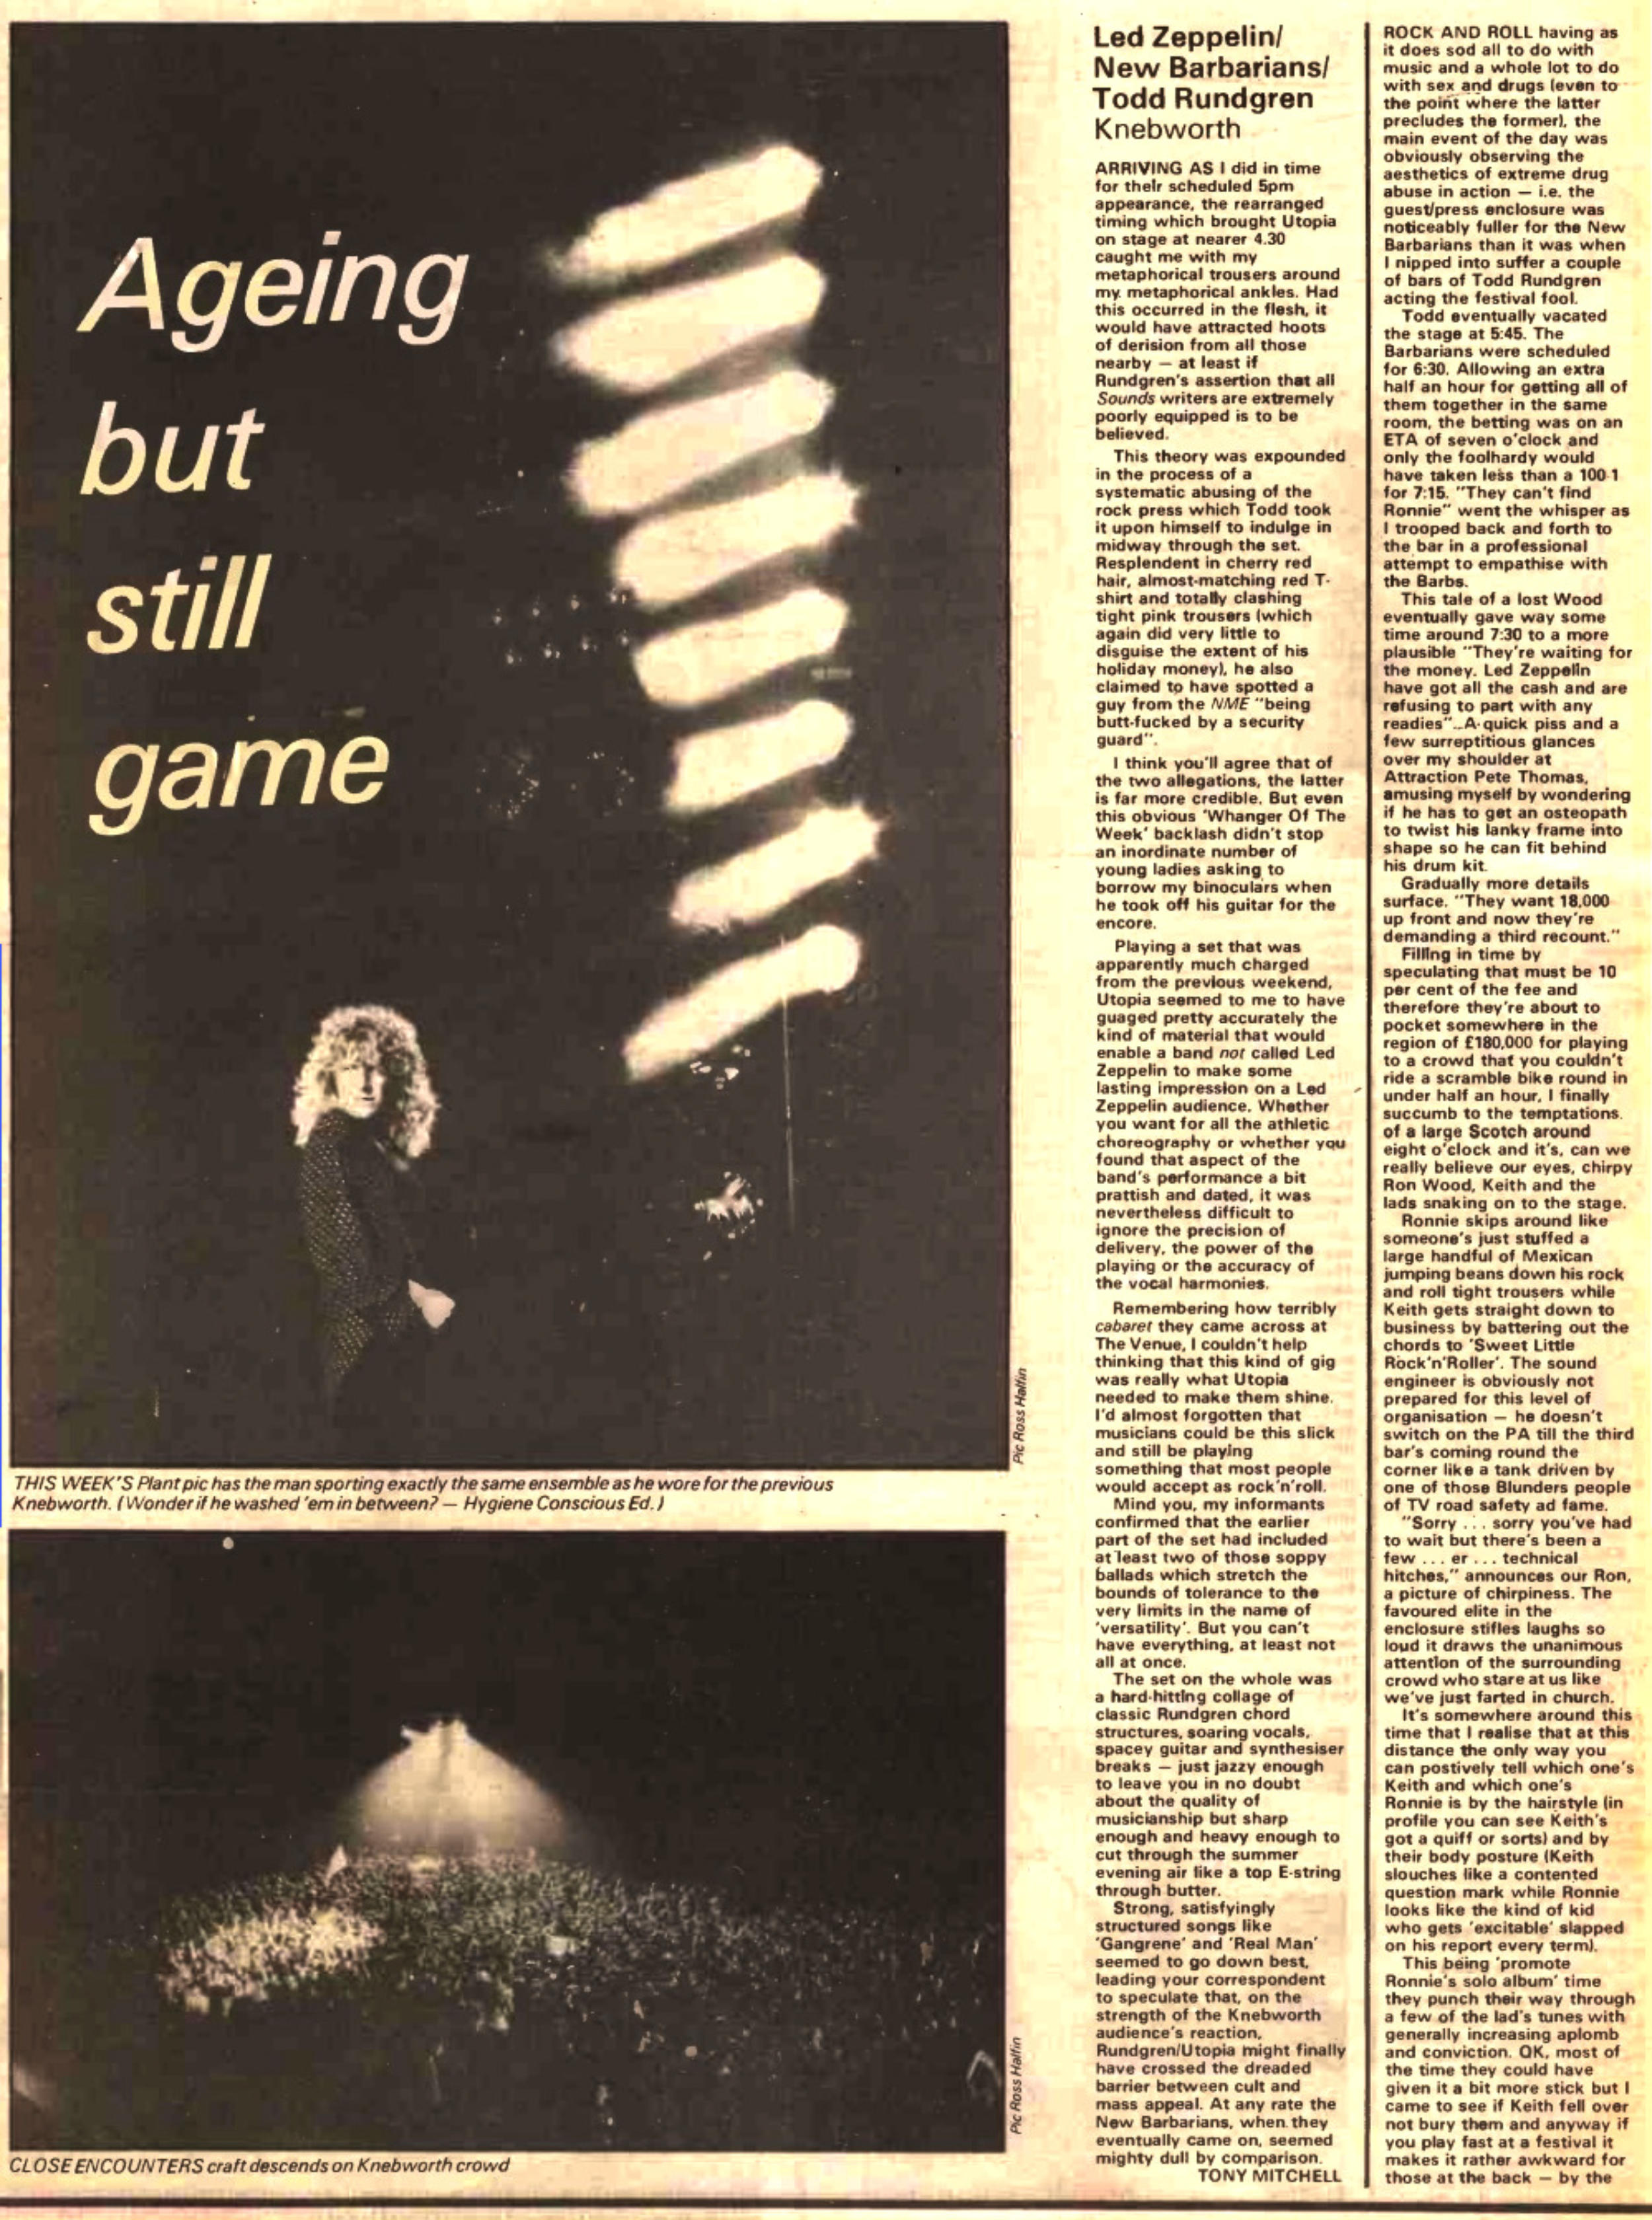 Ageing
but
still
game
Pic Ross Halfin
THIS WEEK'S Plant pic has the man sporting exactly the same ensemble as he wore for the previous
Knebworth. (Wonder if he washed 'em in between? — Hygiene Conscious Ed.)
Pic Ross Halfin
CLOSE ENCOUNTERS craft descends on Knebworth crowd
Led Zeppelin/
New Barbarians/
Todd Rundgren
Knebworth
ARRIVING AS I did in time
for their scheduled 5pm
appearance, the rearranged
timing which brought Utopia
on stage at nearer 4.30
caught me with my
metaphorical trousers around
my metaphorical ankles. Had
this occurred in the flesh, it
would have attracted hoots
of derision from all those
nearby — at least if
Rundgren's assertion that all
Sounds writers are extremely
poorly equipped is to be
believed.
This theory was expounded
in the process of a
systematic abusing of the
rock press which Todd took
it upon himself to indulge in
midway through the set.
Resplendent in cherry red
hair, almost-matching red T-
shirt and totally clashing
tight pink trousers (which
again did very little to
disguise the extent of his
holiday money), he also
claimed to have spotted a
guy from the NME "being
butt-fucked by a security
guard".
I think you'll agree that of
the two allegations, the latter
is far more credible. But even
this obvious 'Whanger Of The
Week' backlash didn't stop
an inordinate number of
young ladies asking to
borrow my binoculars when
he took off his guitar for the
encore.
Playing a set that was
apparently much charged
from the previous weekend,
Utopia seemed to me to have
guaged pretty accurately the
kind of material that would
enable a band not called Led
Zeppelin to make some
lasting impression on a Led
Zeppelin audience. Whether
you want for all the athletic
choreography or whether you
found that aspect of the
band's performance a bit
prattish and dated, it was
nevertheless difficult to
ignore the precision of
delivery, the power of the
playing or the accuracy of
the vocal harmonies.
Remembering how terribly
cabaret they came across at
The Venue, I couldn't help
thinking that this kind of gig
was really what Utopia
needed to make them shine.
I'd almost forgotten that
musicians could be this slick
and still be playing
something that most people
would accept as rock'n'roll.
Mind you, my informants
confirmed that the earlier
part of the set had included
at least two of those soppy
ballads which stretch the
bounds of tolerance to the
very limits in the name of
'versatility'. But you can't
have everything, at least not
all at once.
The set on the whole was
a hard-hitting collage of
classic Rundgren chord
structures, soaring vocals,
spacey guitar and synthesiser
breaks — just jazzy enough
to leave you in no doubt
about the quality of
musicianship but sharp
enough and heavy enough to
cut through the summer
evening air like a top E-string
through butter.
Strong, satisfyingly
structured songs like
'Gangrene' and 'Real Man'
seemed to go down best,
leading your correspondent
to speculate that, on the
strength of the Knebworth
audience's reaction,
Rundgren/Utopia might finally
have crossed the dreaded
barrier between cult and
mass appeal. At any rate the
New Barbarians, when they
eventually came on, seemed
mighty dull by comparison.
TONY MITCHELL
ROCK AND ROLL having as
it does sod all to do with
music and a whole lot to do
with sex and drugs (even to
the point where the latter
precludes the former), the
main event of the day was
obviously observing the
aesthetics of extreme drug
abuse in action — i.e. the
guest/press enclosure was
noticeably fuller for the New
Barbarians than it was when
I nipped into suffer a couple
of bars of Todd Rundgren
acting the festival fool.
Todd eventually vacated
the stage at 5:45. The
Barbarians were scheduled
for 6:30. Allowing an extra
half an hour for getting all of
them together in the same
room, the betting was on an
ETA of seven o'clock and
only the foolhardy would
have taken less than a 100-1
for 7:15. "They can't find
Ronnie" went the whisper as
I trooped back and forth to
the bar in a professional
attempt to empathise with
the Barbs.
This tale of a lost Wood
eventually gave way some
time around 7:30 to a more
plausible "They're waiting for
the money. Led Zeppelin
have got all the cash and are
refusing to part with any
readies"...A quick piss and a
few surreptitious glances
over my shoulder at
Attraction Pete Thomas,
amusing myself by wondering
if he has to get an osteopath
to twist his lanky frame into
shape so he can fit behind
his drum kit.
Gradually more details
surface. "They want 18,000
up front and now they're
demanding a third recount."
Filling in time by
speculating that must be 10
per cent of the fee and
therefore they're about to
pocket somewhere in the
region of £180,000 for playing
to a crowd that you couldn't
ride a scramble bike round in
under half an hour, I finally
succumb to the temptations
of a large Scotch around
eight o'clock and it's, can we
really believe our eyes, chirpy
Ron Wood, Keith and the
lads snaking on to the stage.
Ronnie skips around like
someone's just stuffed a
large handful of Mexican
jumping beans down his rock
and roll tight trousers while
Keith gets straight down to
business by battering out the
chords to 'Sweet Little
Rock'n'Roller'. The sound
engineer is obviously not
prepared for this level of
organisation — he doesn't
switch on the PA till the third
bar's coming round the
corner like a tank driven by
one of those Blunders people
of TV road safety ad fame.
"Sorry ... sorry you've had
to wait but there's been a
few ... er ... technical
hitches," announces our Ron,
a picture of chirpiness. The
favoured elite in the
enclosure stifles laughs so
loud it draws the unanimous
attention of the surrounding
crowd who stare at us like
we've just farted in church.
It's somewhere around this
time that I realise that at this
distance the only way you
can postively tell which one's
Keith and which one's
Ronnie is by the hairstyle (in
profile you can see Keith's
got a quiff or sorts) and by
their body posture (Keith
slouches like a contented
question mark while Ronnie
looks like the kind of kid
who gets 'excitable' slapped
on his report every term).
This being 'promote
Ronnie's solo album' time
they punch their way through
a few of the lad's tunes with
generally increasing aplomb
and conviction. OK, most of
the time they could have
given it a bit more stick but I
came to see if Keith fell over
not bury them and anyway if
you play fast at a festival it
makes it rather awkward for
those at the back — by the